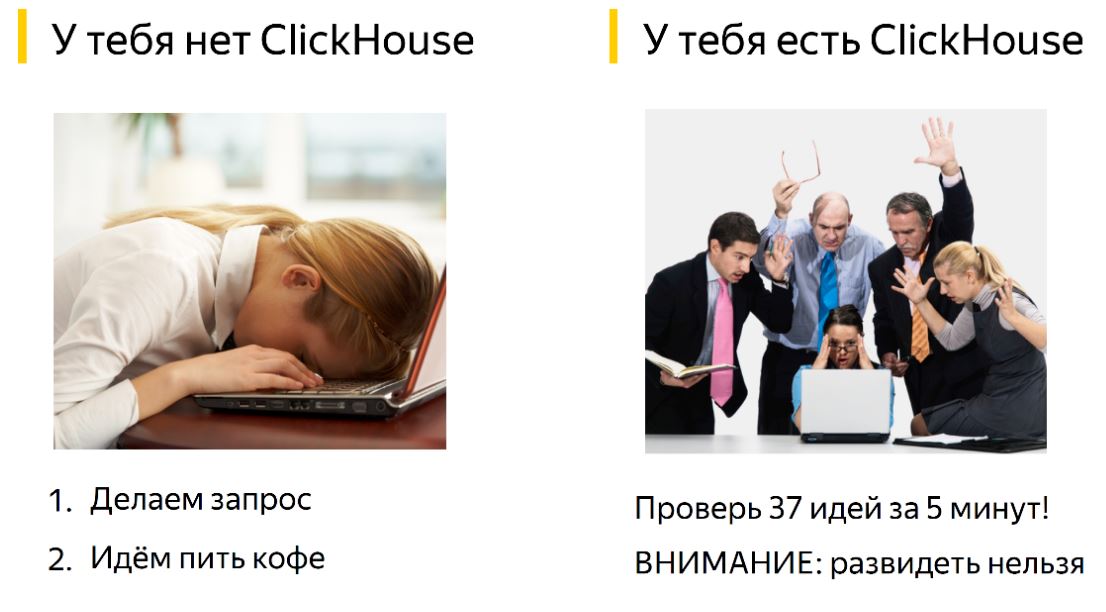 У тебя нет ClickHouse
1. Делаем запрос
2. Идём пить кофе
У тебя есть ClickHouse
Проверь 37 идей за 5 минут!
ВНИМАНИЕ: развидеть нельзя